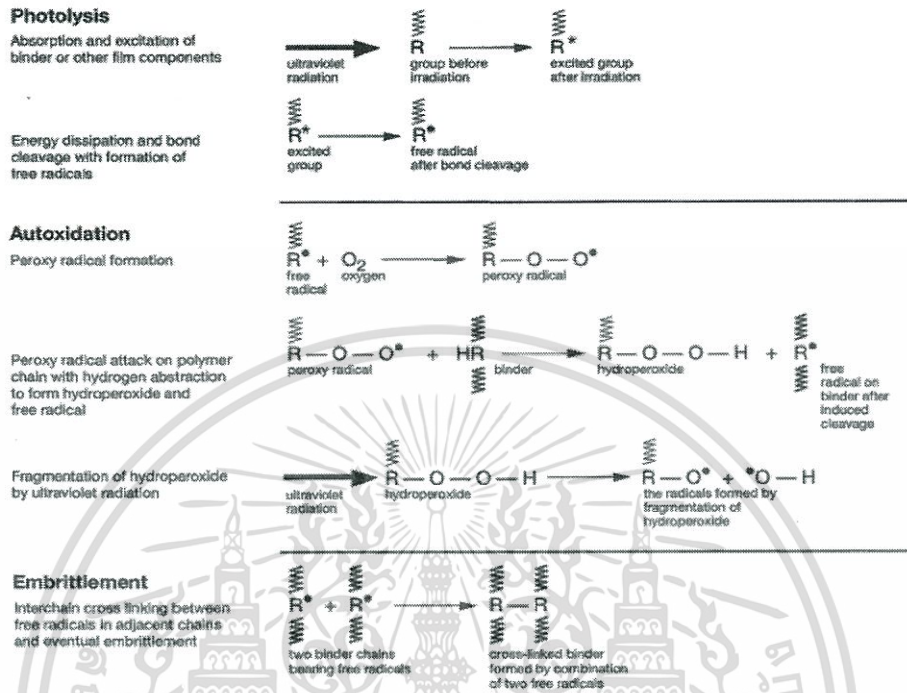 Photolysis
Absorption and excitation of
binder or other film components
ultraviolet
radiation
R
group before
irradiation
R*
excited group
after irradiation
Energy dissipation and bond
cleavage with formation of
free radicals
R*
excited
group
R•
free radical
after bond cleavage
Autoxidation
Peroxy radical formation
R• + O₂
free
radical
oxygen
R — O — O•
peroxy radical
Peroxy radical attack on polymer
chain with hydrogen abstraction
to form hydroperoxide and
free radical
R — O — O• + HR
peroxy radical
binder
R — O — O — H + R•
hydroperoxide
free
radical on
binder after
induced
cleavage
Fragmentation of hydroperoxide
by ultraviolet radiation
ultraviolet
radiation
R — O — O — H
hydroperoxide
R — O• + •O — H
the radicals formed by
fragmentation of
hydroperoxide
Embrittlement
Interchain cross linking between
free radicals in adjacent chains
and eventual embrittlement
R• + R•
two binder chains
bearing free radicals
R — R
cross-linked binder
formed by combination
of two free radicals